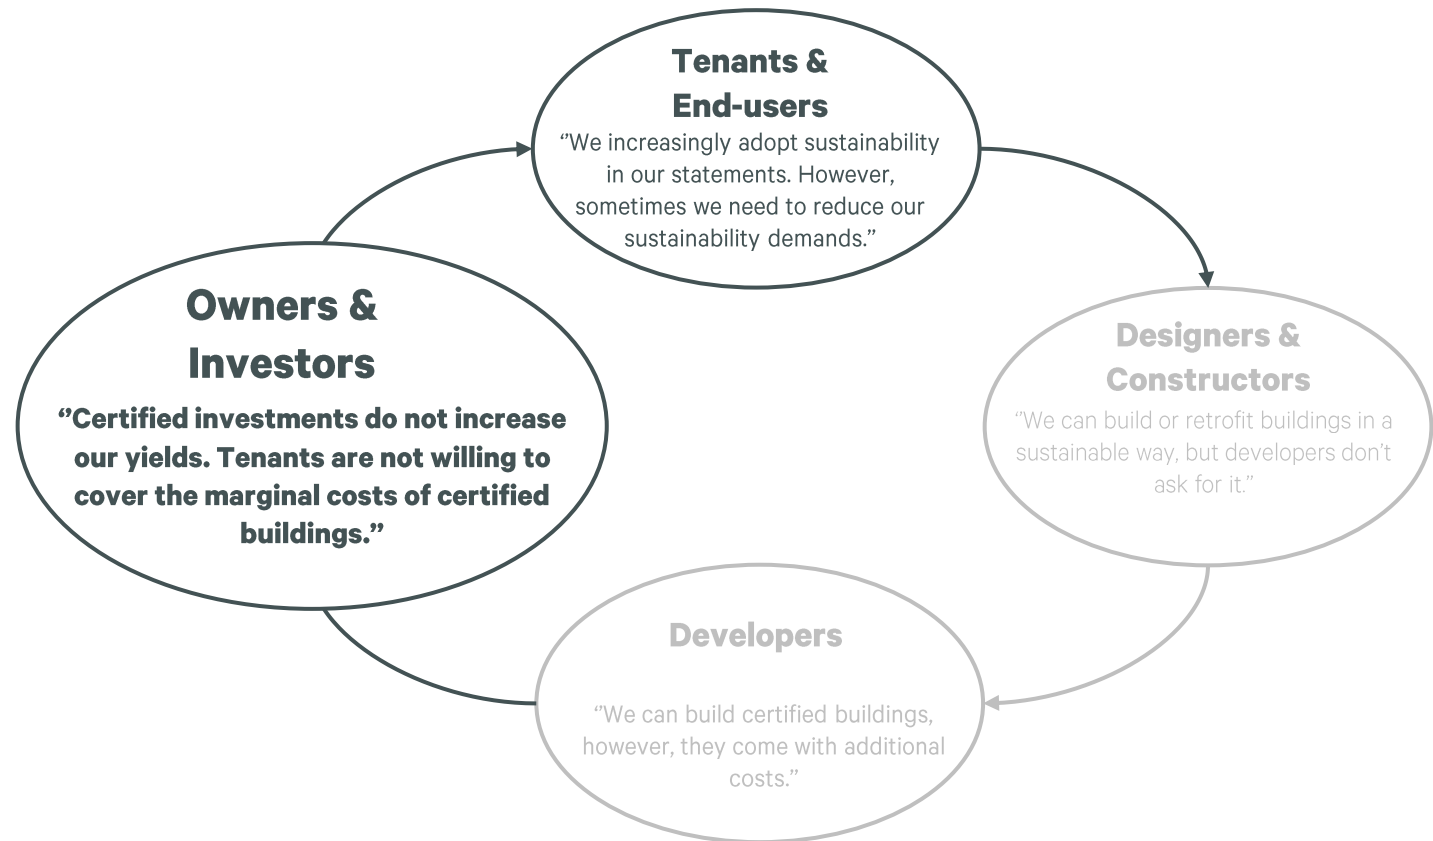 Tenants &
End-users
‘’We increasingly adopt sustainability
in our statements. However,
sometimes we need to reduce our
sustainability demands.’’
Owners &
Investors
‘’Certified investments do not increase
our yields. Tenants are not willing to
cover the marginal costs of certified
buildings.’’
Designers &
Constructors
‘’We can build or retrofit buildings in a
sustainable way, but developers don’t
ask for it.’’
Developers
‘’We can build certified buildings,
however, they come with additional
costs.’’